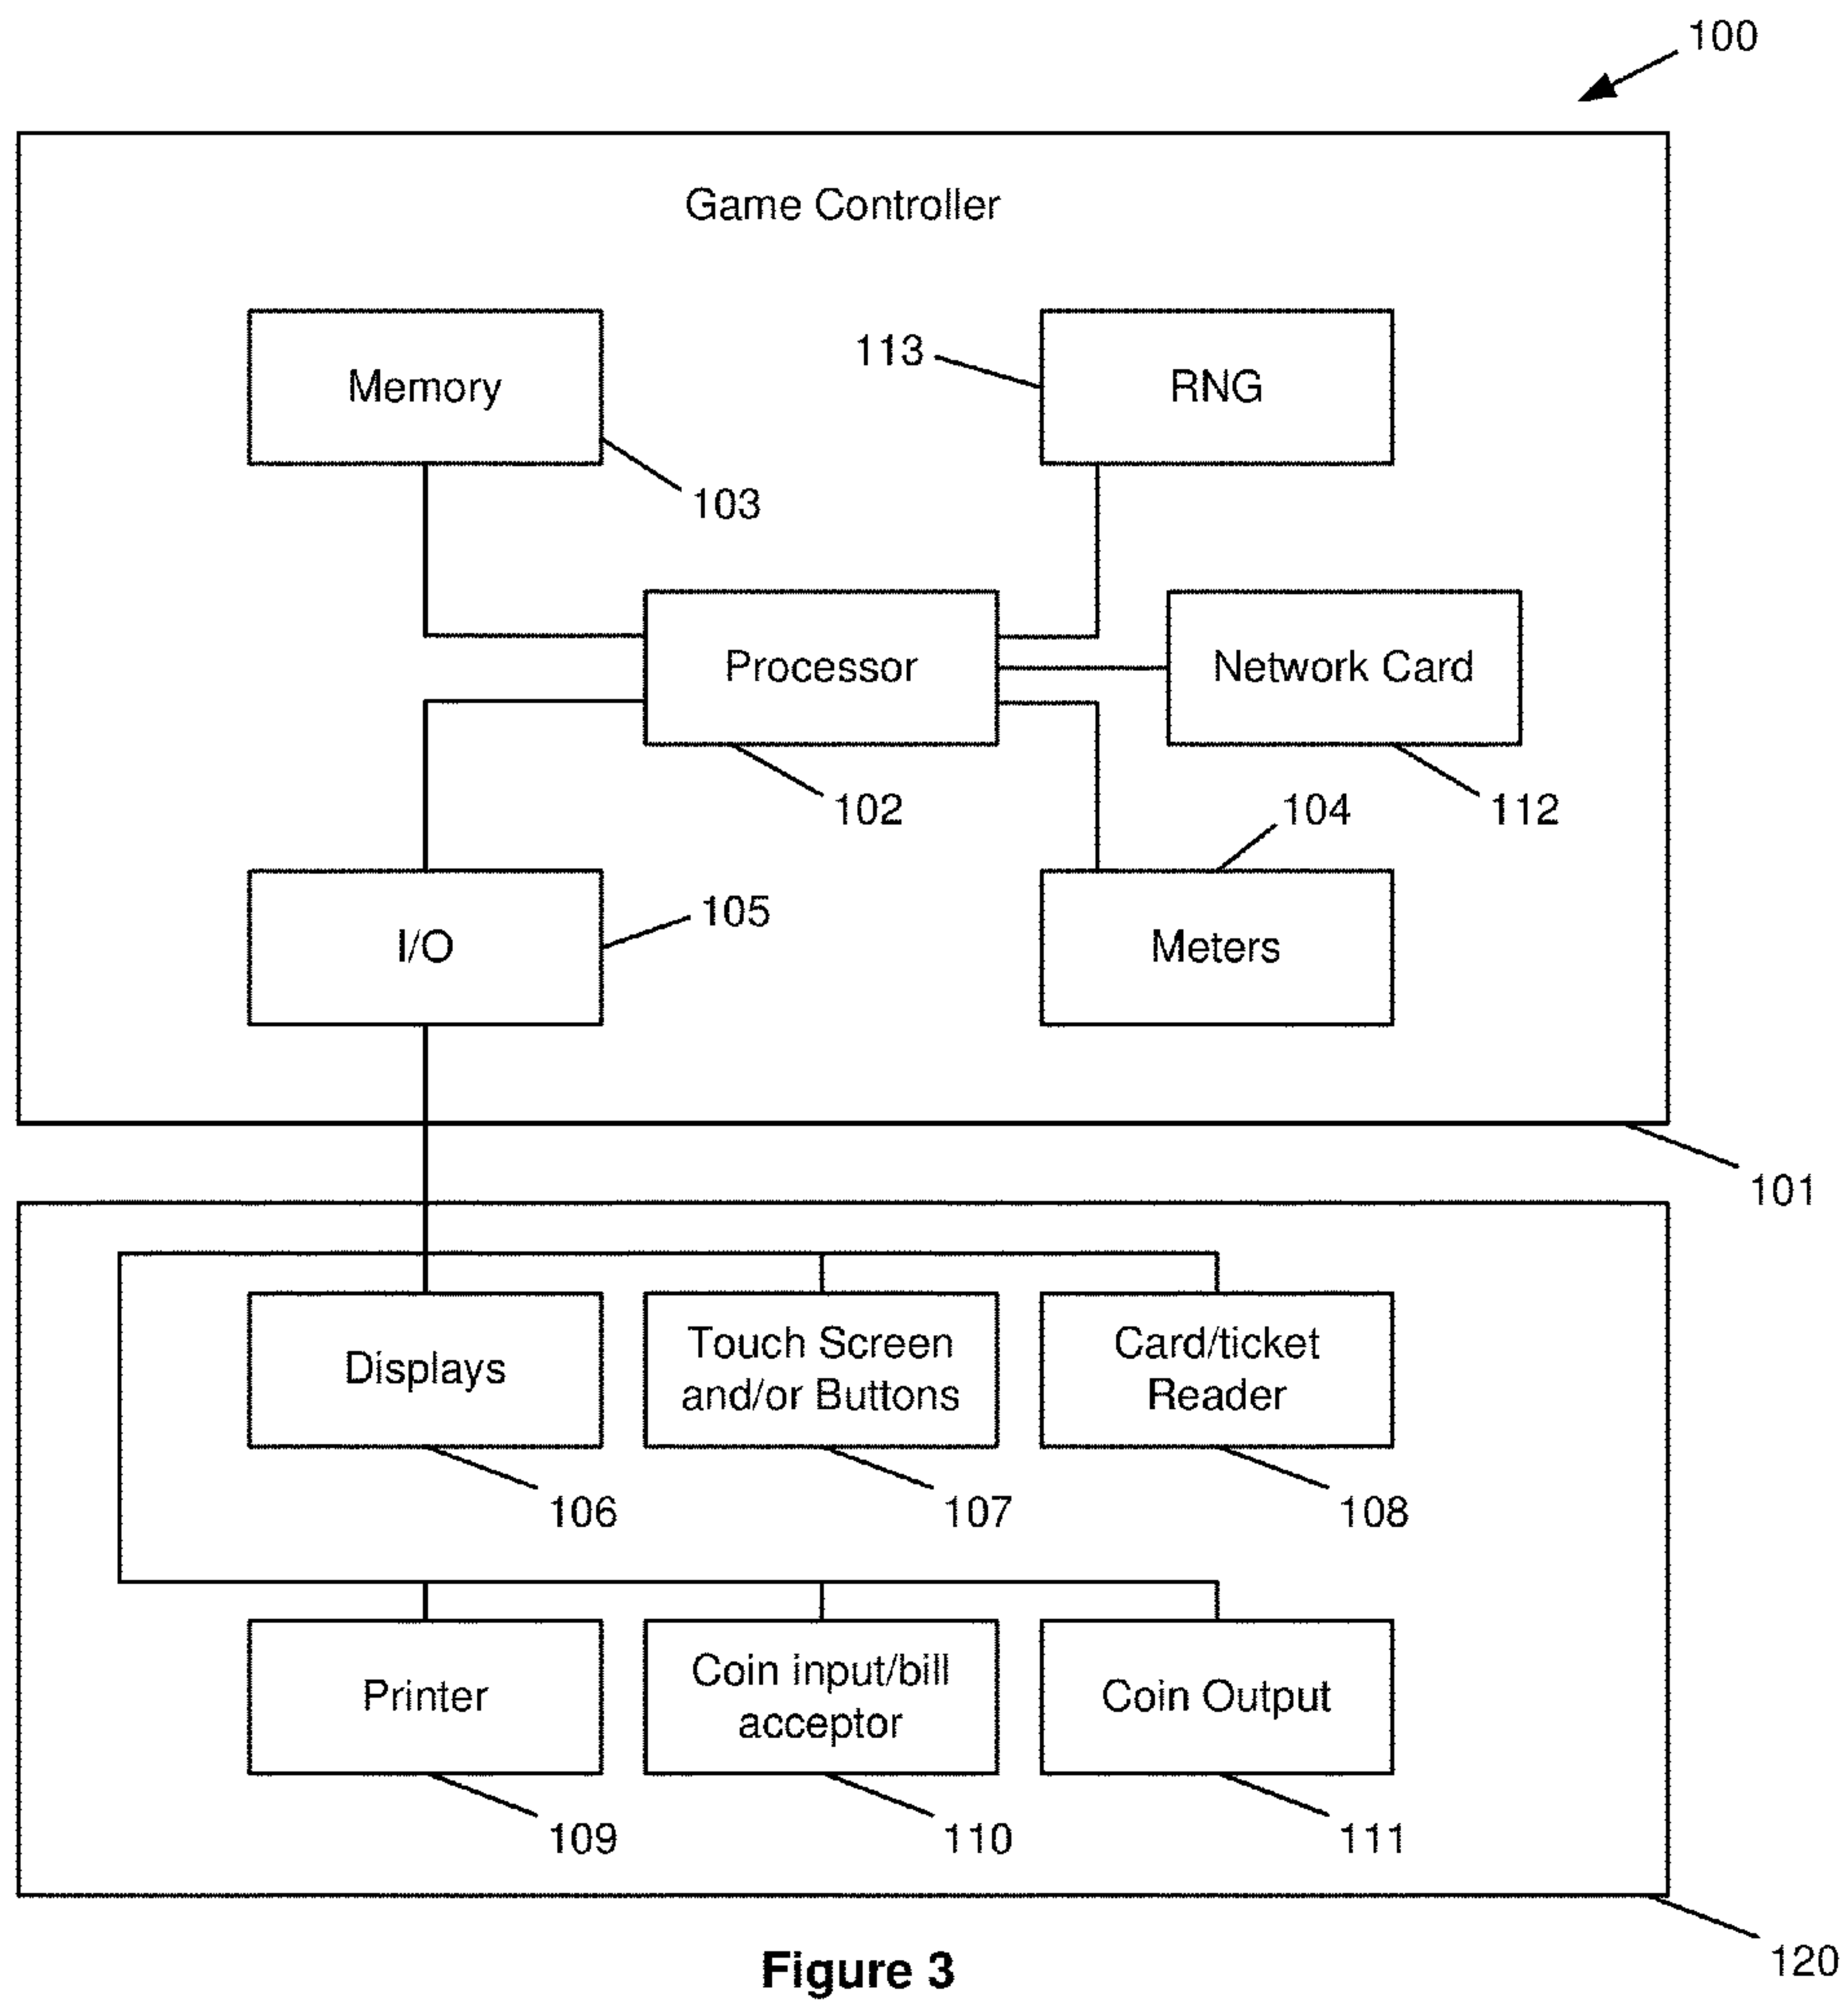 100
Game Controller
Memory
113
RNG
103
Processor
Network Card
102
104
112
I/O
105
Meters
101
Displays
Touch Screen
and/or Buttons
Card/ticket
Reader
106
107
108
Printer
Coin input/bill
acceptor
Coin Output
109
110
111
120
Figure 3